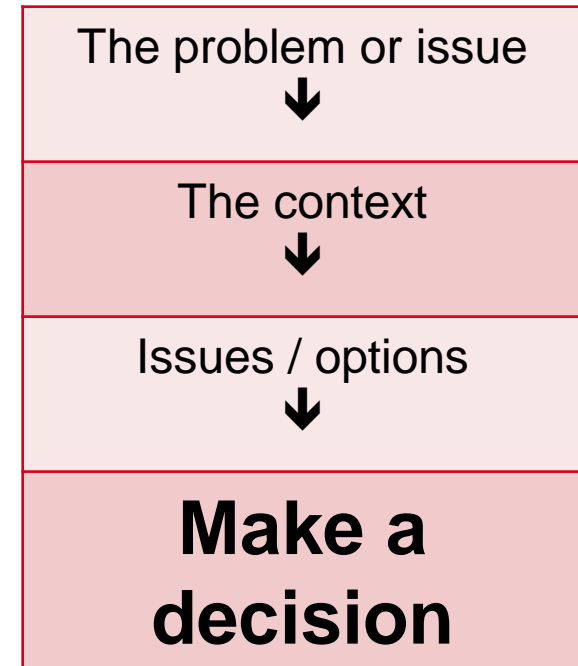 The problem or issue
🡫
The context
🡫
Issues / options
🡫
Make a
decision